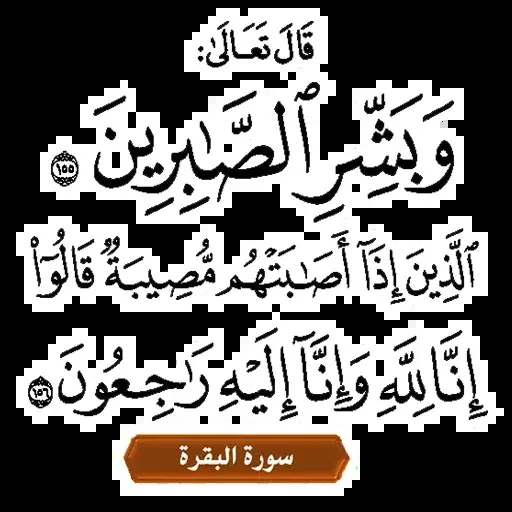 قَالَ تَعَالَىٰ:
وَبَشِّرِ ٱلصَّٰبِرِينَ ١٥٥
ٱلَّذِينَ إِذَآ أَصَٰبَتۡهُم مُّصِيبَةٞ قَالُوٓاْ
إِنَّا لِلَّهِ وَإِنَّآ إِلَيۡهِ رَٰجِعُونَ ١٥٦
سورة البقرة